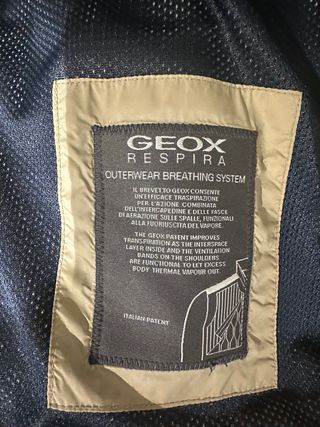 GEOX
RESPIRA
OUTERWEAR BREATHING SYSTEM
IL BREVETTO GEOX CONSENTE
UN'EFFICACE TRASPIRAZIONE
PER L'AZIONE COMBINATA
DELL'INTERCAPEDINE E DELLE FASCE
DI AERAZIONE SULLE SPALLE, FUNZIONALI
ALLA FUORIUSCITA DEL VAPORE.
THE GEOX PATENT IMPROVES
TRANSPIRATION AS THE INTERSPACE
LAYER INSIDE AND THE VENTILATION
BANDS ON THE SHOULDERS
ARE FUNCTIONAL TO LET EXCESS
BODY THERMAL VAPOUR OUT.
ITALIAN PATENT